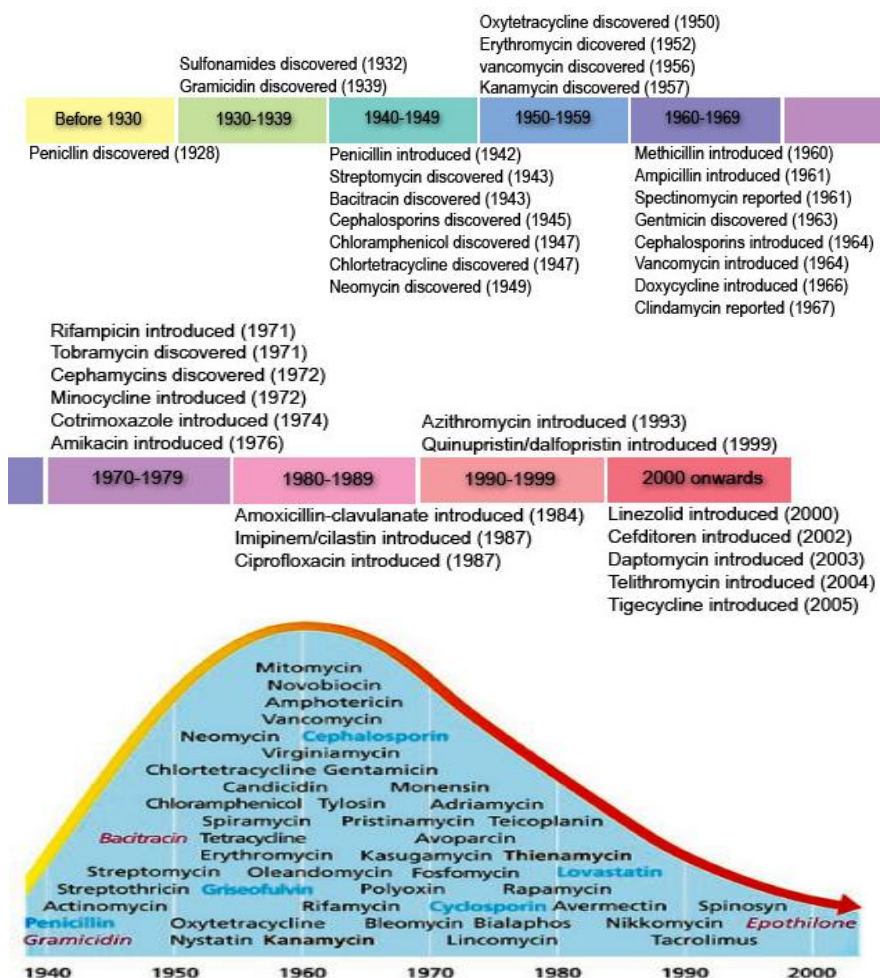 Oxytetracycline discovered (1950)
Erythromycin dicovered (1952)
vancomycin discovered (1956)
Kanamycin discovered (1957)
Sulfonamides discovered (1932)
Gramicidin discovered (1939)
Before 1930 1930-1939 1940-1949 1950-1959 1960-1969
Penicllin discovered (1928)
Penicillin introduced (1942)
Streptomycin discovered (1943)
Bacitracin discovered (1943)
Cephalosporins discovered (1945)
Chloramphenicol discovered (1947)
Chlortetracycline discovered (1947)
Neomycin discovered (1949)
Methicillin introduced (1960)
Ampicillin introduced (1961)
Spectinomycin reported (1961)
Gentmicin discovered (1963)
Cephalosporins introduced (1964)
Vancomycin introduced (1964)
Doxycycline introduced (1966)
Clindamycin reported (1967)
Rifampicin introduced (1971)
Tobramycin discovered (1971)
Cephamycins discovered (1972)
Minocycline introduced (1972)
Cotrimoxazole introduced (1974)
Amikacin introduced (1976)
Azithromycin introduced (1993)
Quinupristin/dalfopristin introduced (1999)
1970-1979 1980-1989 1990-1999 2000 onwards
Amoxicillin-clavulanate introduced (1984)
Imipinem/cilastin introduced (1987)
Ciprofloxacin introduced (1987)
Linezolid introduced (2000)
Cefditoren introduced (2002)
Daptomycin introduced (2003)
Telithromycin introduced (2004)
Tigecycline introduced (2005)
Mitomycin
Novobiocin
Amphotericin
Vancomycin
Neomycin Cephalosporin
Virginiamycin
Chlortetracycline Gentamicin
Candicidin Monensin
Chloramphenicol Tylosin Adriamycin
Spiramycin Pristinamycin Teicoplanin
Bacitracin Tetracycline Avoparcin
Erythromycin Kasugamycin Thienamycin
Streptomycin Oleandomycin Fosfomycin Lovastatin
Streptothricin Griseofulvin Polyoxin Rapamycin
Actinomycin Rifamycin Cyclosporin Avermectin Spinosyn
Penicillin Oxytetracycline Bleomycin Bialaphos Nikkomycin Epothilone
Gramicidin Nystatin Kanamycin Lincomycin Tacrolimus
1940 1950 1960 1970 1980 1990 2000